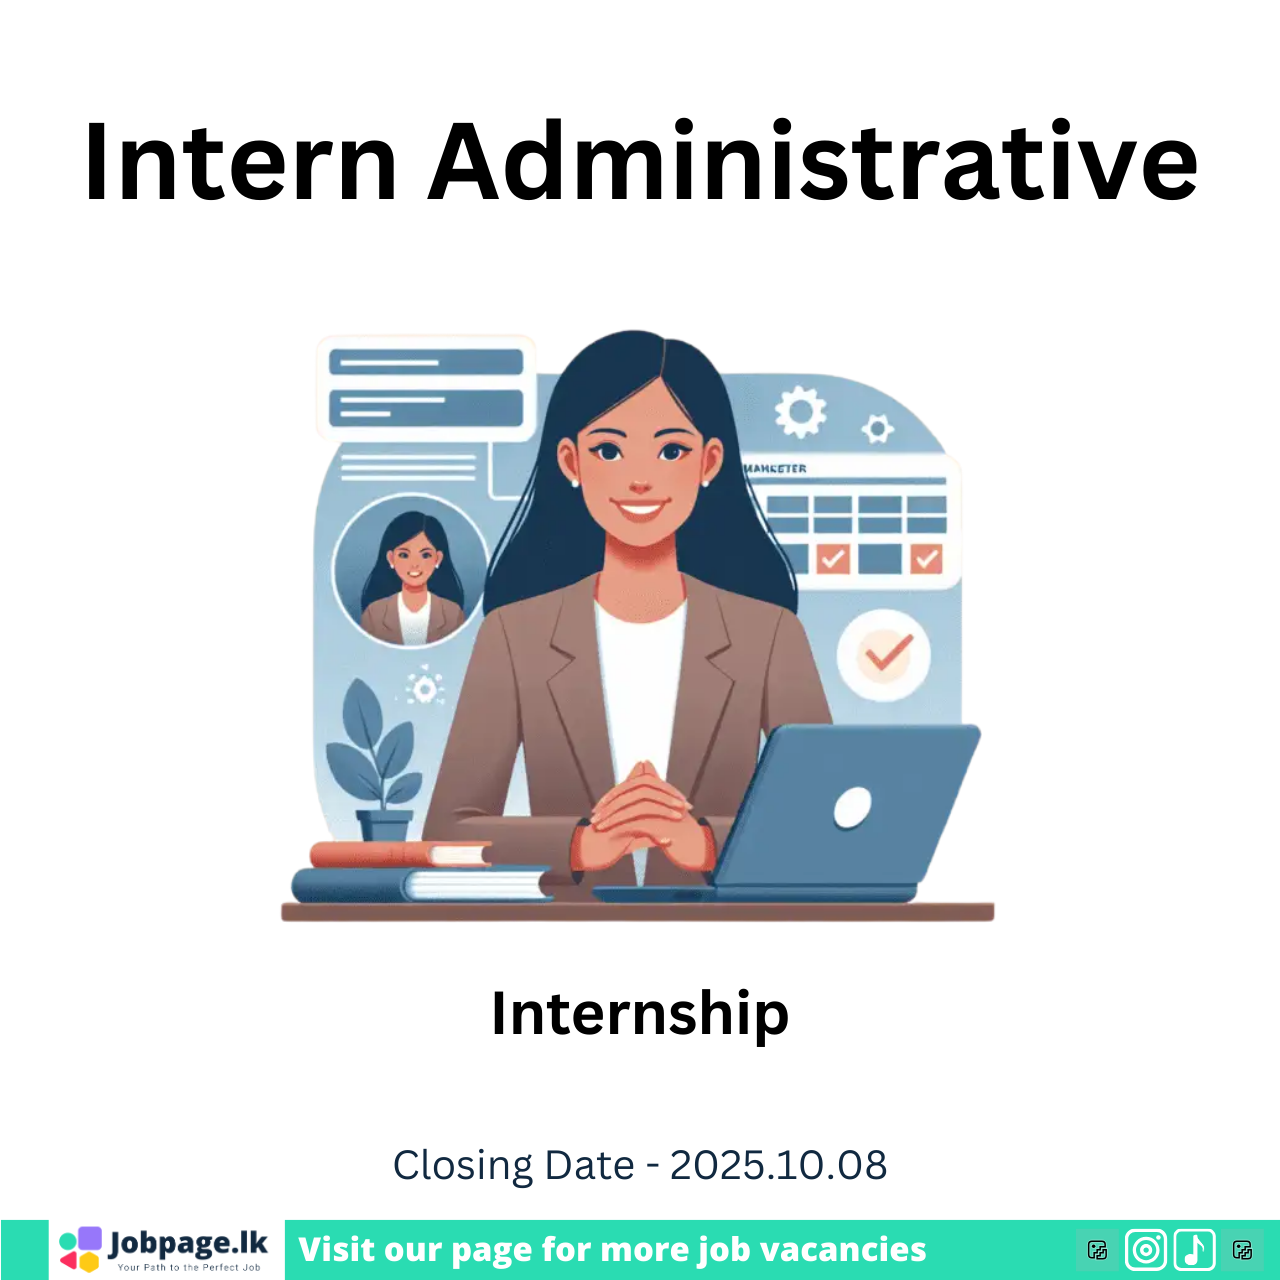 Intern Administrative
MARKETER
Internship
Closing Date - 2025.10.08
Jobpage.lk
Your Path to the Perfect Job
Visit our page for more job vacancies